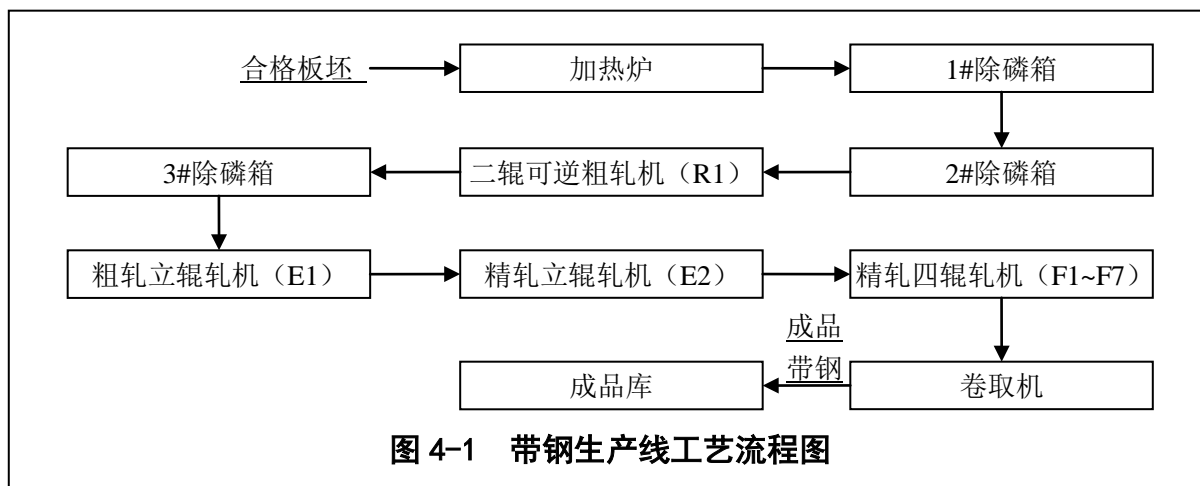 合格板坯
加热炉
1#除磷箱
2#除磷箱
二辊可逆粗轧机（R1）
3#除磷箱
粗轧立辊轧机（E1）
精轧立辊轧机（E2）
精轧四辊轧机（F1~F7）
卷取机
成品
带钢
成品库
图 4-1 带钢生产线工艺流程图